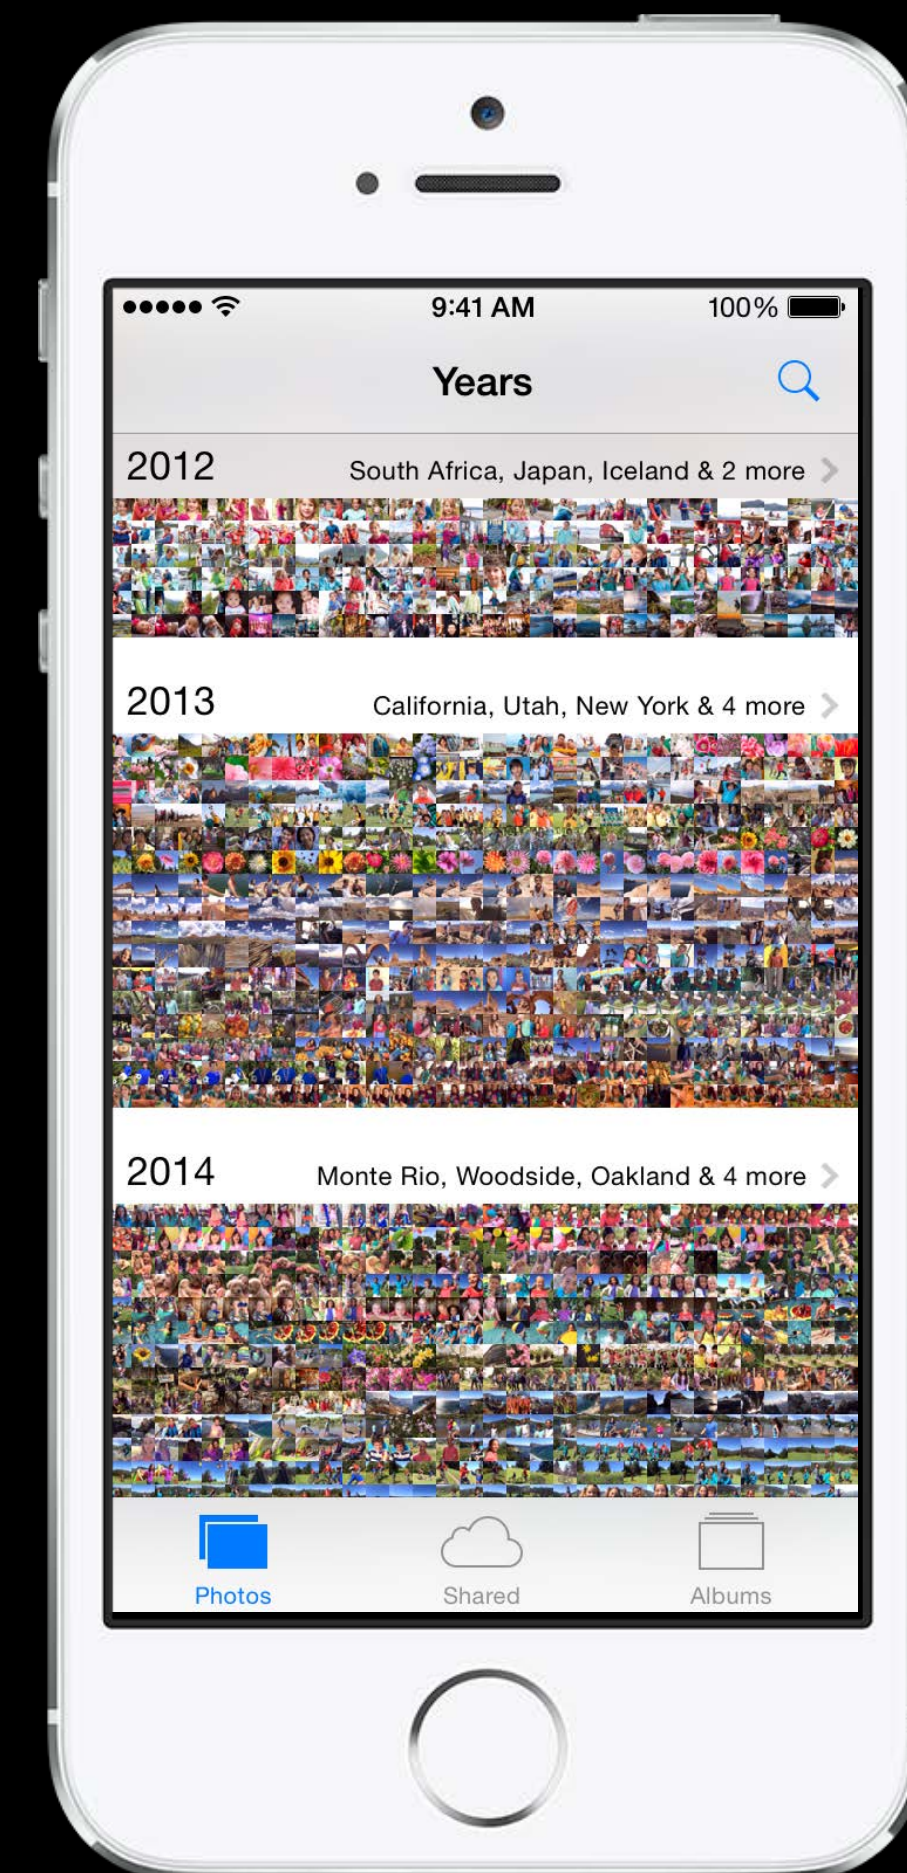 9:41 AM 100%
Years
2012 South Africa, Japan, Iceland & 2 more
2013 California, Utah, New York & 4 more
2014 Monte Rio, Woodside, Oakland & 4 more
Photos Shared Albums